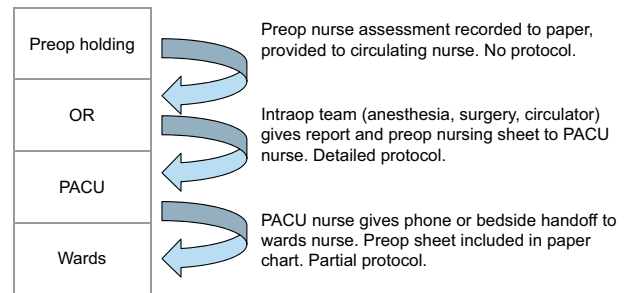 Preop holding
Preop nurse assessment recorded to paper,
provided to circulating nurse. No protocol.
OR
Intraop team (anesthesia, surgery, circulator)
gives report and preop nursing sheet to PACU
nurse. Detailed protocol.
PACU
PACU nurse gives phone or bedside handoff to
wards nurse. Preop sheet included in paper
chart. Partial protocol.
Wards